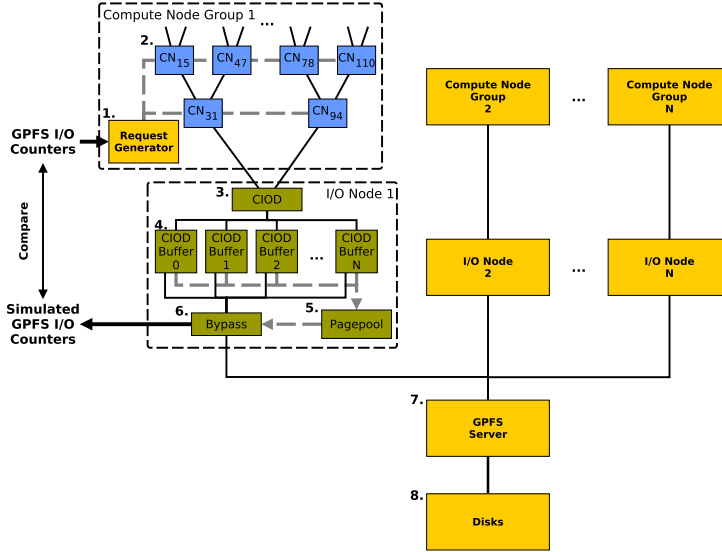 Compute Node Group 1
...
2.
CN15
CN47
CN78
CN110
1.
CN31
CN94
Request
Generator
GPFS I/O
Counters
Compute Node
Group
2
...
Compute Node
Group
N
I/O Node 1
3.
CIOD
4.
CIOD
Buffer
0
CIOD
Buffer
1
CIOD
Buffer
2
...
CIOD
Buffer
N
Compare
I/O Node
2
...
I/O Node
N
Simulated
GPFS I/O
Counters
6.
Bypass
5.
Pagepool
7.
GPFS
Server
8.
Disks